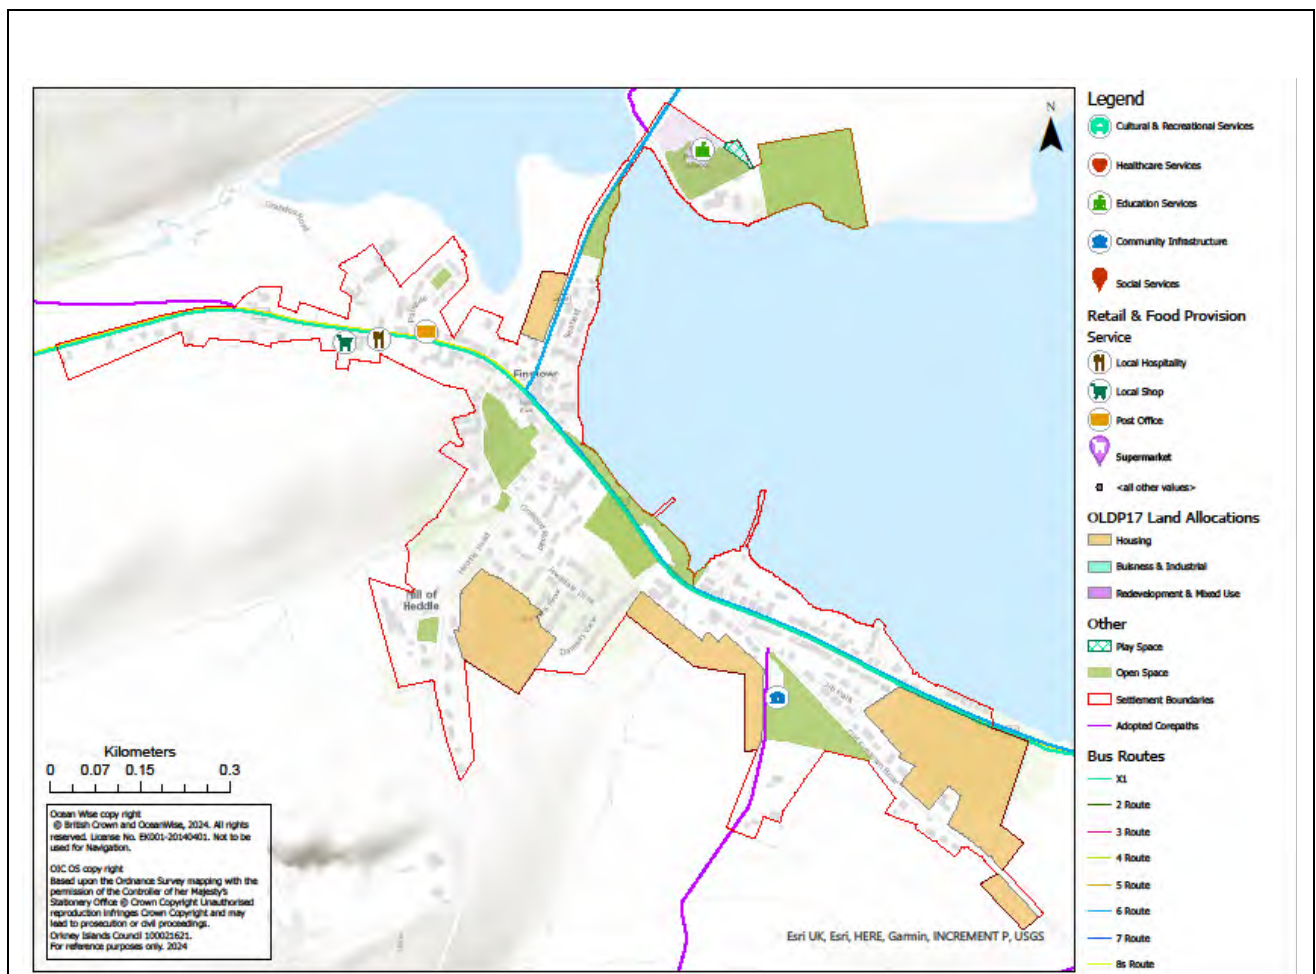 N
Grandon Road
Finstown
Heddle Road
Mill of
Heddle
Kilometers
0 0.07 0.15 0.3
Ocean Wise copy right
© British Crown and OceanWise, 2024. All rights
reserved. License No. EK001-20140401. Not to be
used for Navigation.
OIC OS copy right
Based upon the Ordnance Survey mapping with the
permission of the Controller of her Majesty's
Stationery Office © Crown Copyright Unauthorised
reproduction infringes Crown Copyright and may
lead to prosecution or civil proceedings.
Orkney Islands Council 100021621.
For reference purposes only. 2024
Esri UK, Esri, HERE, Garmin, INCREMENT P, USGS
Legend
Cultural & Recreational Services
Healthcare Services
Education Services
Community Infrastructure
Social Services
Retail & Food Provision
Service
Local Hospitality
Local Shop
Post Office
Supermarket
<all other values>
OLDP17 Land Allocations
Housing
Buisness & Industrial
Redevelopment & Mixed Use
Other
Play Space
Open Space
Settlement Boundaries
Adopted Corepaths
Bus Routes
X1
2 Route
3 Route
4 Route
5 Route
6 Route
7 Route
8s Route